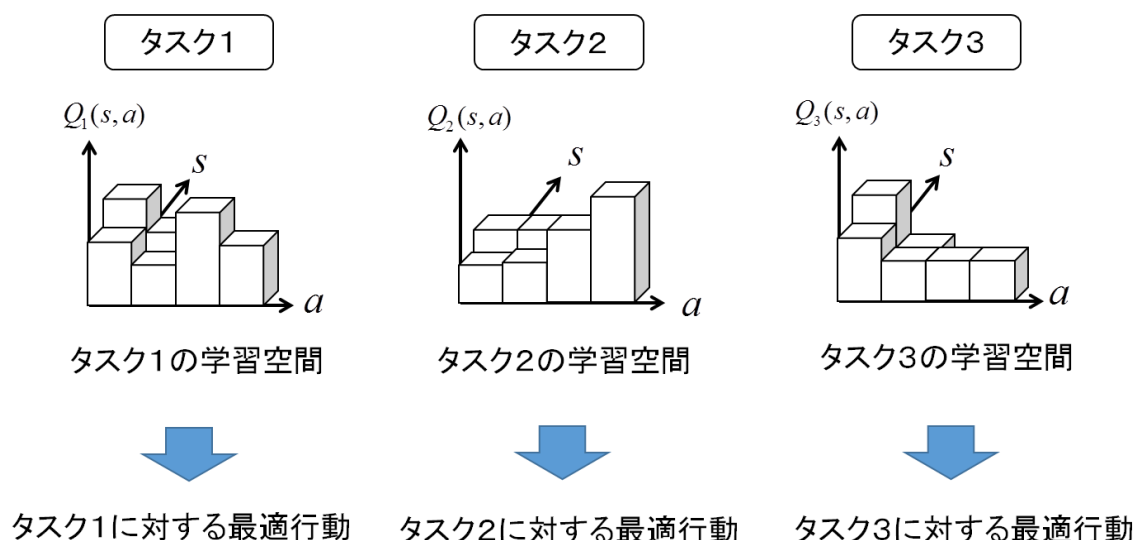 タスク1 タスク2 タスク3
Q₁(s,a) Q₂(s,a) Q₃(s,a)
s s s
a a a
タスク1の学習空間 タスク2の学習空間 タスク3の学習空間
タスク1に対する最適行動 タスク2に対する最適行動 タスク3に対する最適行動